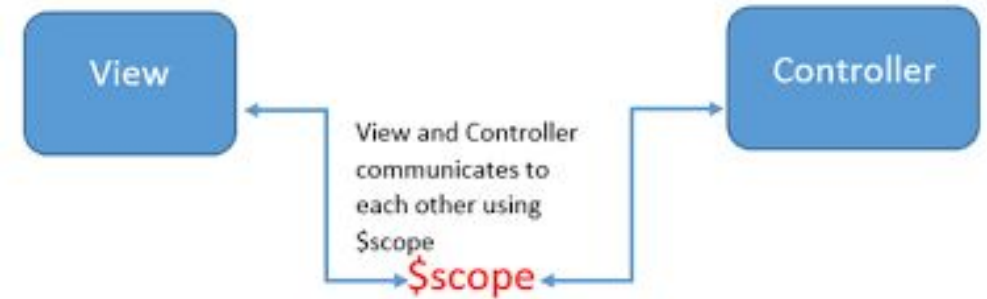 View
Controller
View and Controller
communicates to
each other using
$scope
$scope